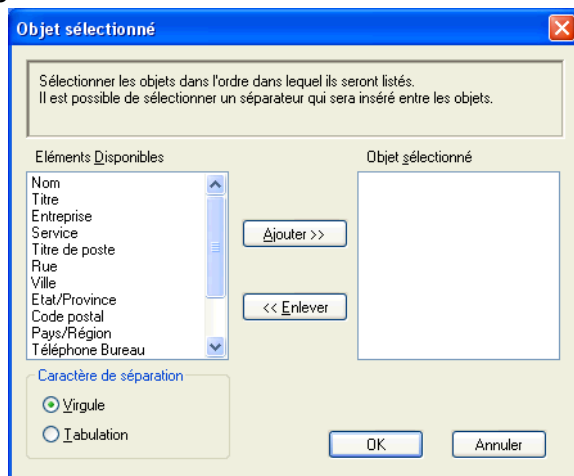 Objet sélectionné
Sélectionner les objets dans l'ordre dans lequel ils seront listés.
Il est possible de sélectionner un séparateur qui sera inséré entre les objets.
Eléments Disponibles
Objet sélectionné
Nom
Titre
Entreprise
Service
Titre de poste
Rue
Ville
Etat/Province
Code postal
Pays/Région
Téléphone Bureau
Ajouter >>
<< Enlever
Caractère de séparation
Virgule
Tabulation
OK
Annuler